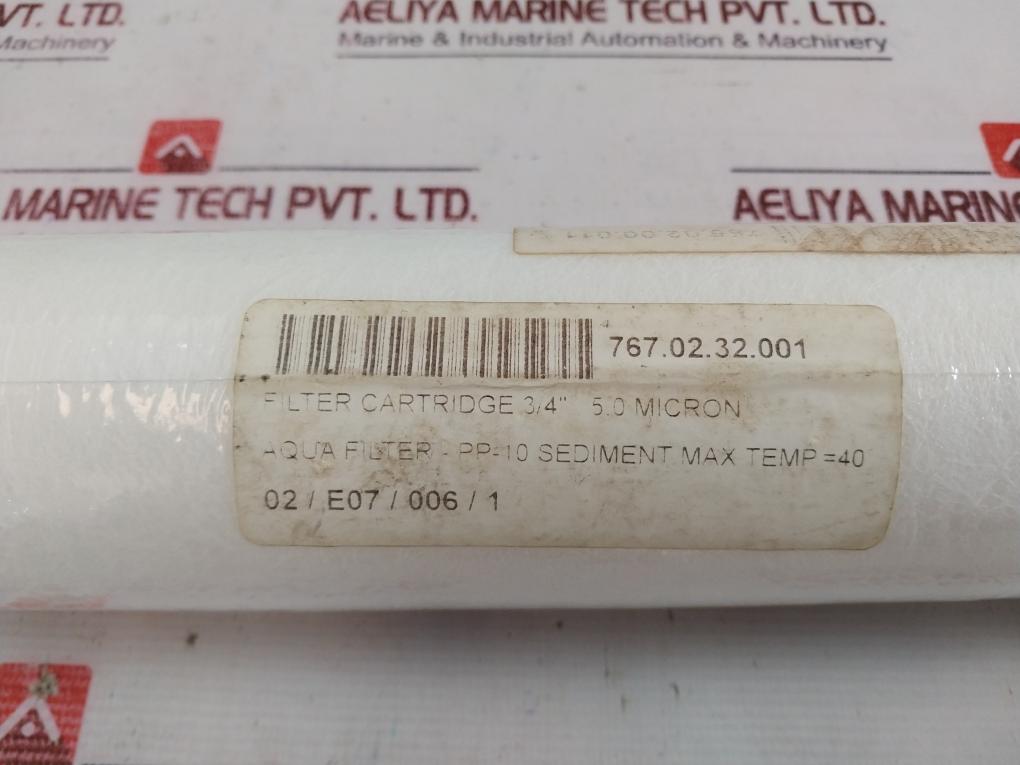 VT. LTD.
Machinery
AELIYA MARINE TECH PVT. LTD.
Marine & Industrial Automation & Machinery
MARINE TECH PVT. LTD.
AELIYA MARINE
767.02.32.001
FILTER CARTRIDGE 3/4" 5.0 MICRON
AQUA FILTER - PP-10 SEDIMENT MAX TEMP =40
02 / E07 / 006 / 1